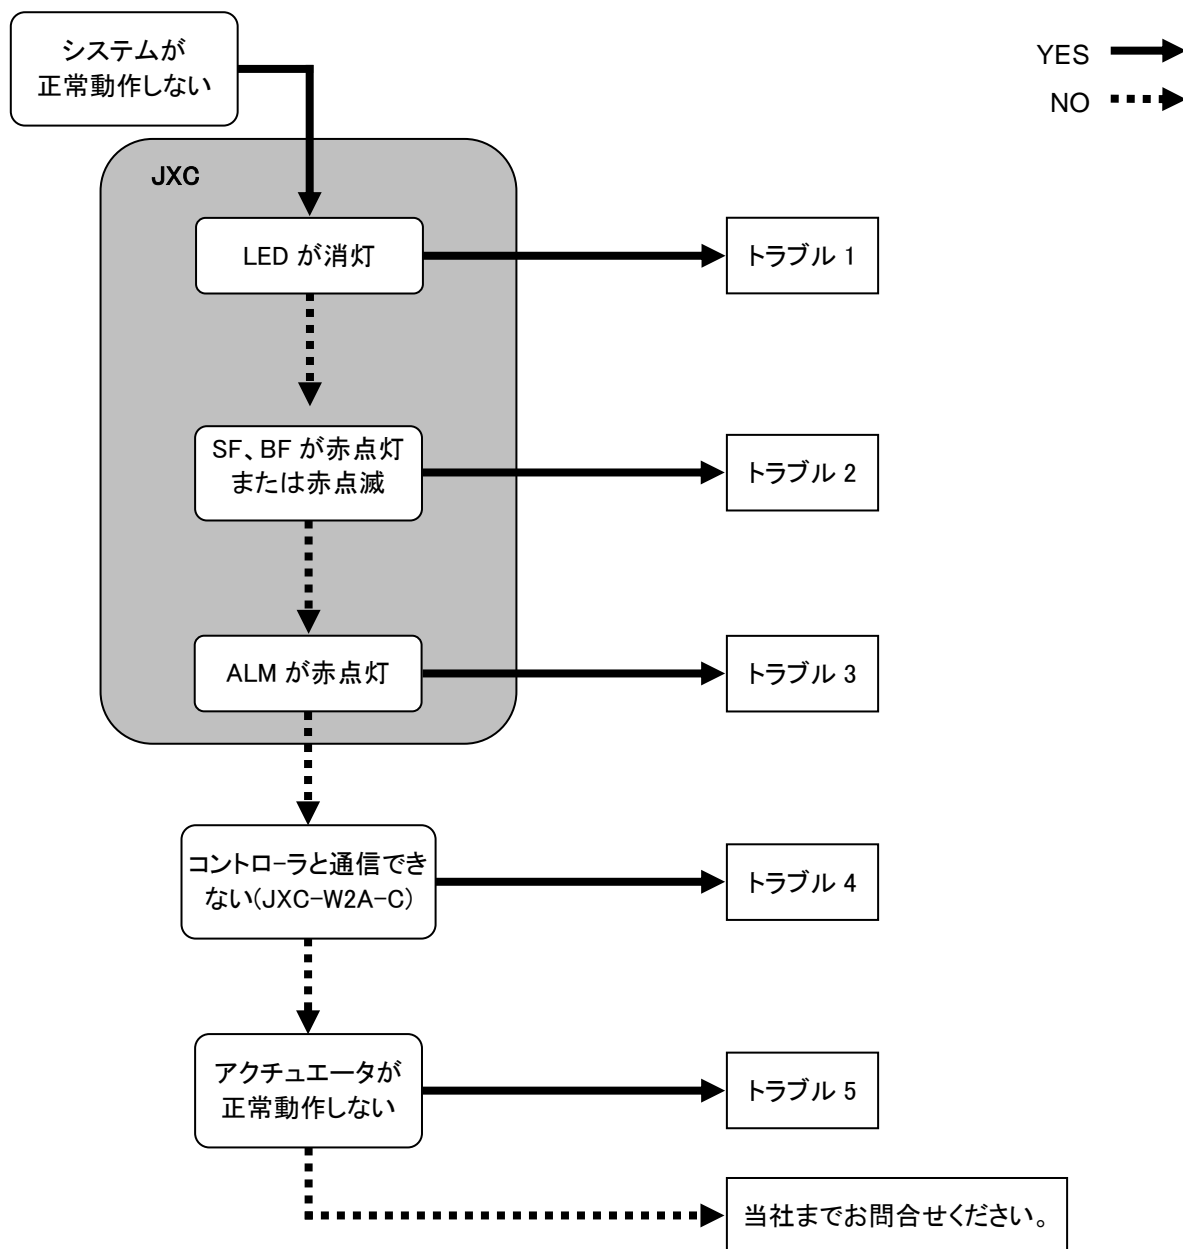 システムが
正常動作しない
YES
NO
JXC
LED が消灯
トラブル 1
SF、BF が赤点灯
または赤点滅
トラブル 2
ALM が赤点灯
トラブル 3
コントロ-ラと通信でき
ない(JXC-W2A-C)
トラブル 4
アクチュエータが
正常動作しない
トラブル 5
当社までお問合せください。